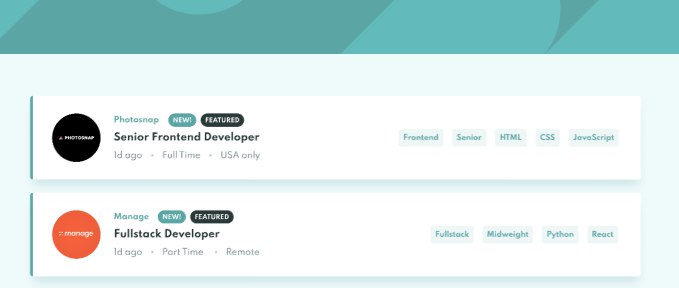 Photosnap NEW! FEATURED
PHOTOSNAP
Senior Frontend Developer
1d ago • Full Time • USA only
Frontend Senior HTML CSS JavaScript
Manage NEW! FEATURED
:: manage
Fullstack Developer
1d ago • Part Time • Remote
Fullstack Midweight Python React